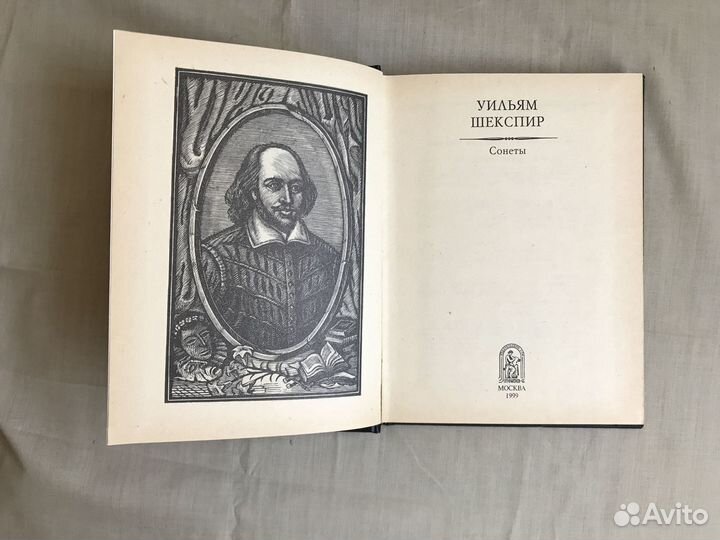 УИЛЬЯМ
ШЕКСПИР
Сонеты
МОСКВА
1999
Avito